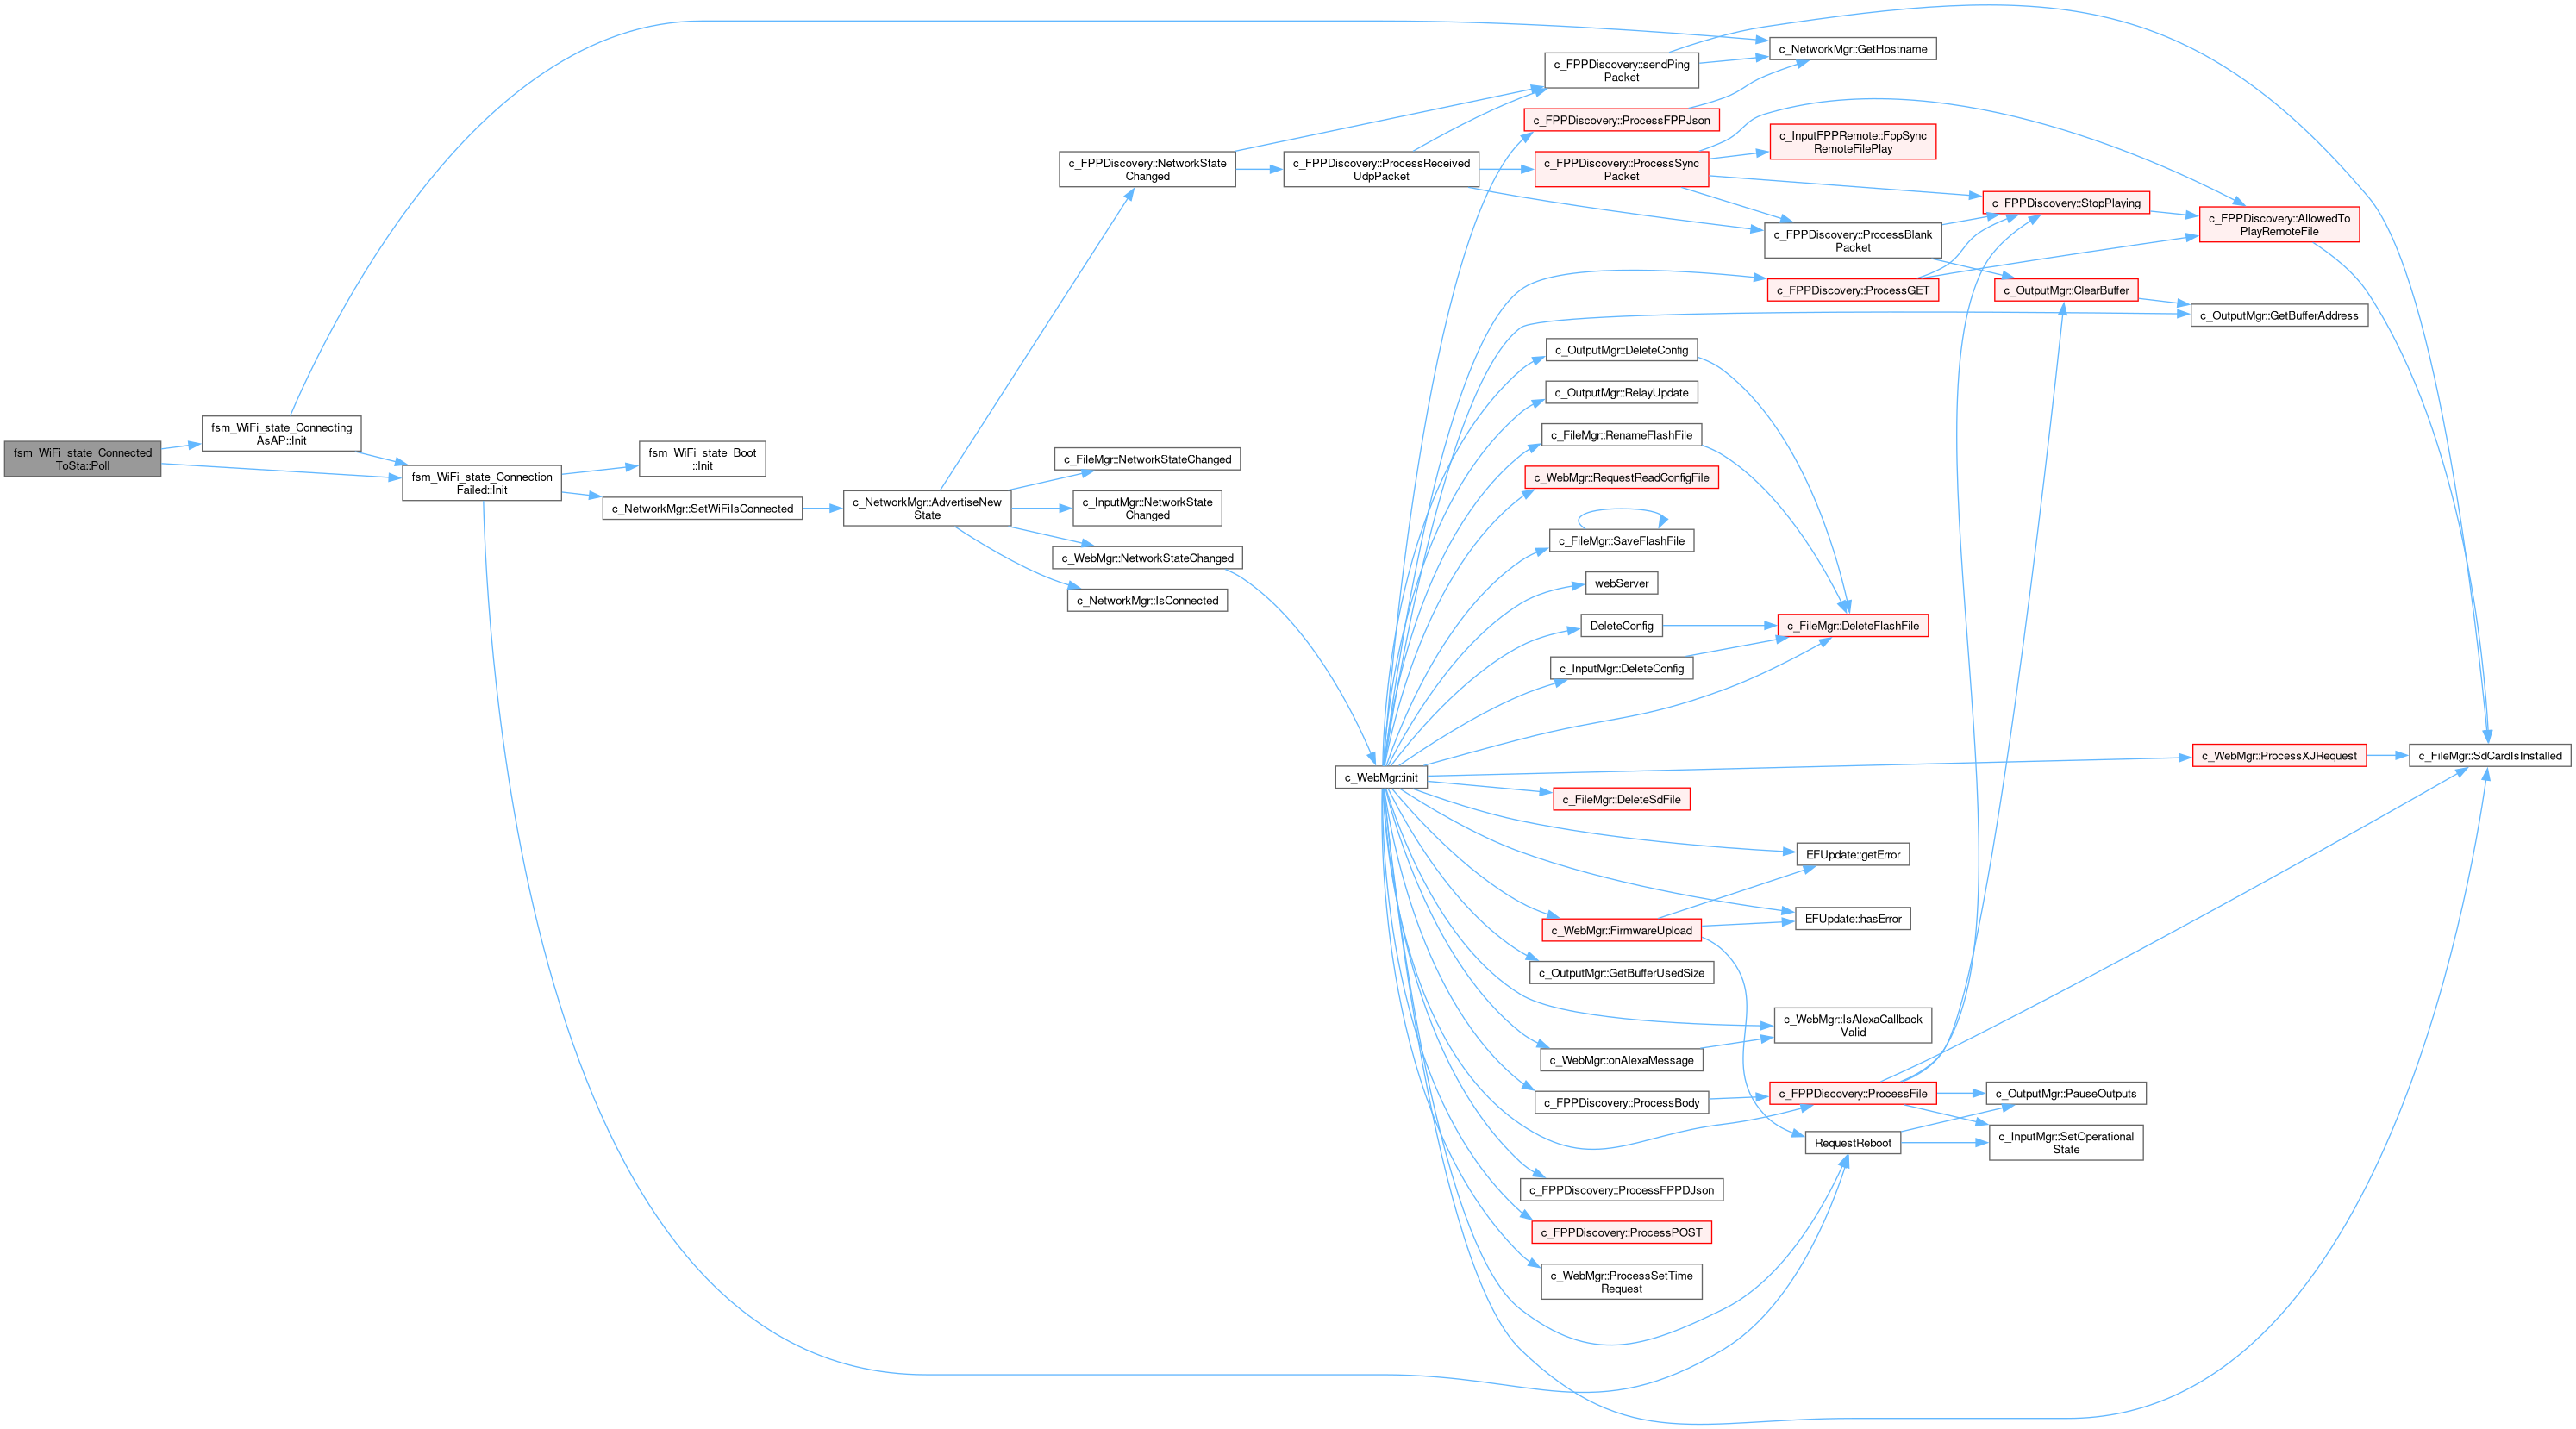 c_NetworkMgr::GetHostname
c_FPPDiscovery::sendPing
Packet
c_FPPDiscovery::ProcessFPPJson
c_InputFPPRemote::FppSync
RemoteFilePlay
c_FPPDiscovery::NetworkState
Changed
c_FPPDiscovery::ProcessReceived
UdpPacket
c_FPPDiscovery::ProcessSync
Packet
c_FPPDiscovery::StopPlaying
c_FPPDiscovery::AllowedTo
PlayRemoteFile
c_FPPDiscovery::ProcessBlank
Packet
c_FPPDiscovery::ProcessGET
c_OutputMgr::ClearBuffer
c_OutputMgr::GetBufferAddress
c_OutputMgr::DeleteConfig
c_OutputMgr::RelayUpdate
fsm_WiFi_state_Connecting
AsAP::Init
c_FileMgr::RenameFlashFile
fsm_WiFi_state_Connected
ToSta::Poll
fsm_WiFi_state_Boot
::Init
c_FileMgr::NetworkStateChanged
fsm_WiFi_state_Connection
Failed::Init
c_WebMgr::RequestReadConfigFile
c_NetworkMgr::SetWiFiIsConnected
c_NetworkMgr::AdvertiseNew
State
c_InputMgr::NetworkState
Changed
c_FileMgr::SaveFlashFile
c_WebMgr::NetworkStateChanged
webServer
c_NetworkMgr::IsConnected
DeleteConfig
c_FileMgr::DeleteFlashFile
c_InputMgr::DeleteConfig
c_WebMgr::ProcessXJRequest
c_FileMgr::SdCardIsInstalled
c_WebMgr::init
c_FileMgr::DeleteSdFile
EFUpdate::getError
EFUpdate::hasError
c_WebMgr::FirmwareUpload
c_OutputMgr::GetBufferUsedSize
c_WebMgr::IsAlexaCallback
Valid
c_WebMgr::onAlexaMessage
c_FPPDiscovery::ProcessFile
c_OutputMgr::PauseOutputs
c_FPPDiscovery::ProcessBody
RequestReboot
c_InputMgr::SetOperational
State
c_FPPDiscovery::ProcessFPPDJson
c_FPPDiscovery::ProcessPOST
c_WebMgr::ProcessSetTime
Request